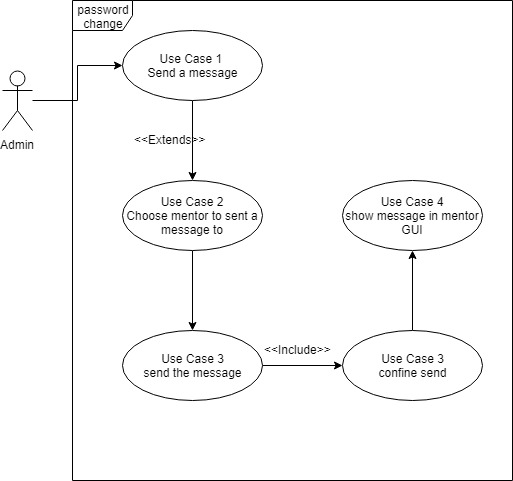 password
change
Use Case 1
Send a message
Admin
<<Extends>>
Use Case 2
Choose mentor to sent a
message to
Use Case 4
show message in mentor
GUI
Use Case 3
send the message
<<Include>>
Use Case 3
confine send